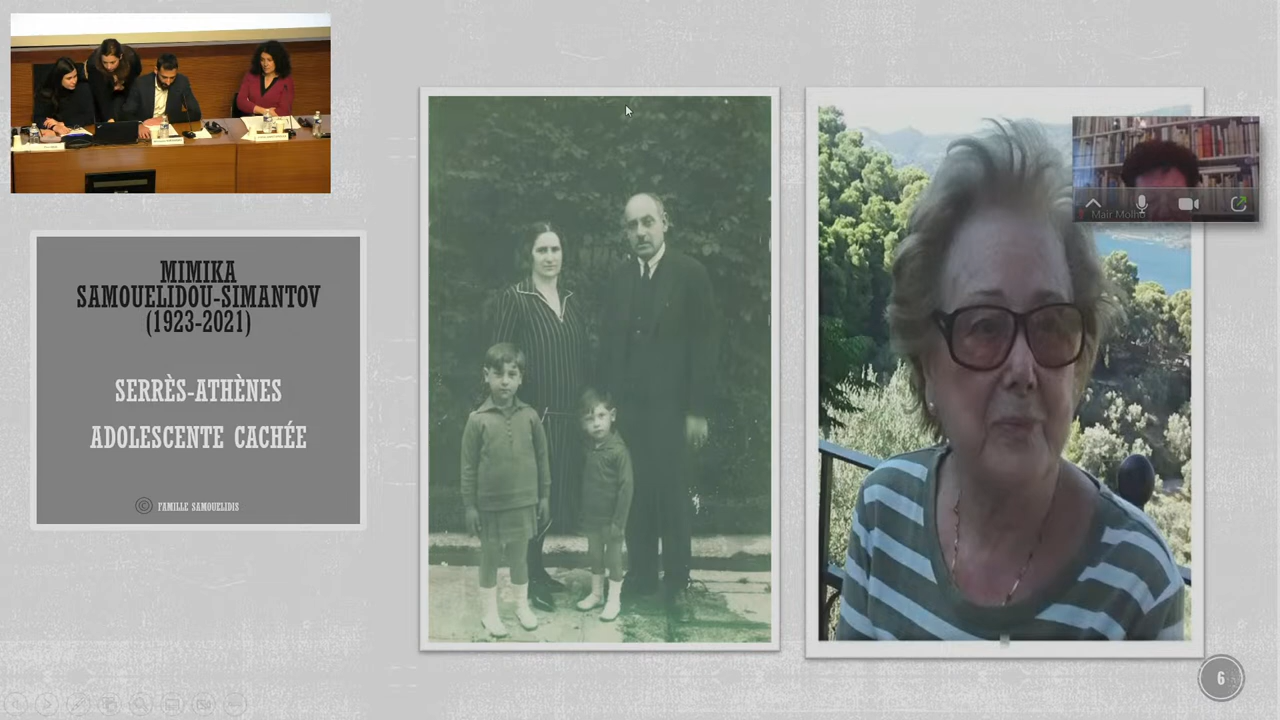 MIMIKA
SAMOUELIDOU-SIMANTOV
(1923-2021)
SERRÈS-ATHÈNES
ADOLESCENTE CACHÉE
© FAMILLE SAMOUELIDIS
Mair Molho
6